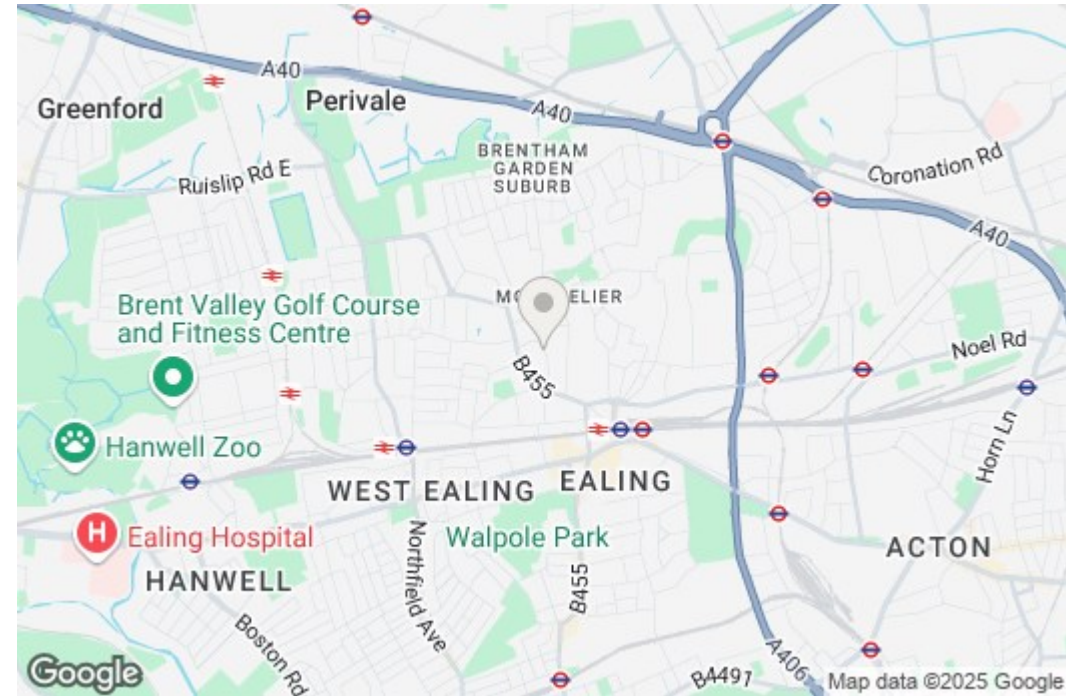 A40
Greenford
Perivale
A40
BRENTHAM
GARDEN
SUBURB
Coronation Rd
Ruislip Rd E
A40
Brent Valley Golf Course
and Fitness Centre
Noel Rd
B455
Hanwell Zoo
Horn Ln
WEST EALING
EALING
H
Ealing Hospital
Walpole Park
ACTON
HANWELL
Northfield Ave
B455
Boston Rd
A406
B4491
Google
Map data ©2025 Google